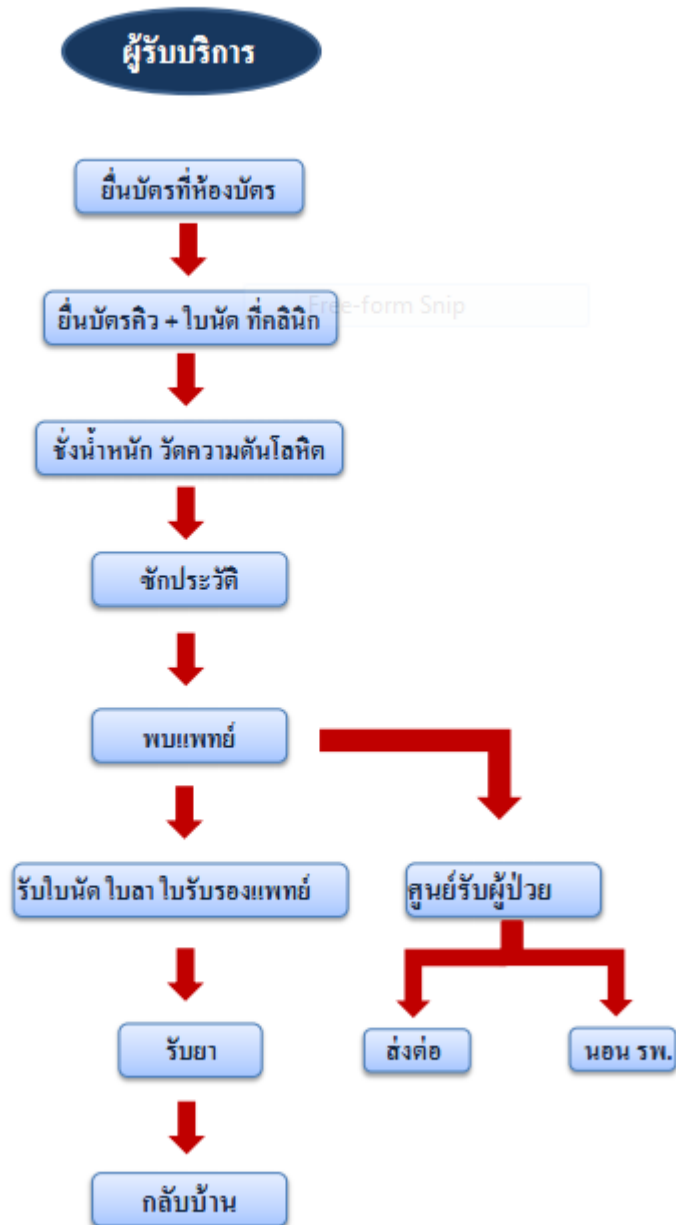 ผู้รับบริการ
ยื่นบัตรที่ห้องบัตร
ยื่นบัตรคิว + ใบนัด ที่คลินิก
Free-form Snip
ชั่งน้ำหนัก วัดความดันโลหิต
ซักประวัติ
พบแพทย์
รับใบนัด ใบลา ใบรับรองแพทย์
ศูนย์รับผู้ป่วย
รับยา
ส่งต่อ
นอน รพ.
กลับบ้าน